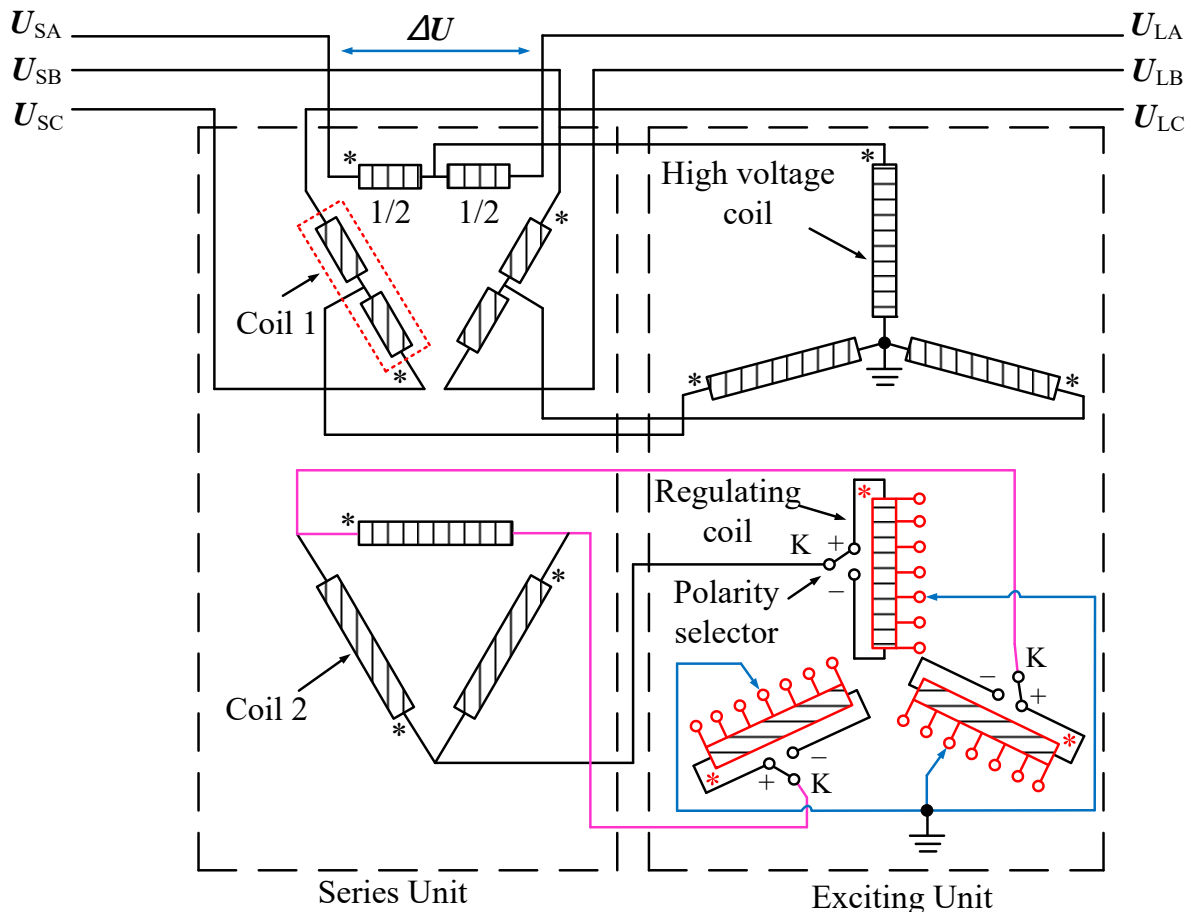 U_SA
ΔU
U_LA
U_SB
U_LB
U_SC
U_LC
*
*
High voltage
coil
1/2
1/2
*
Coil 1
*
*
*
Regulating
coil
*
*
K
+
−
Polarity
selector
*
Coil 2
*
K
−
+
−
+
K
*
*
Series Unit
Exciting Unit